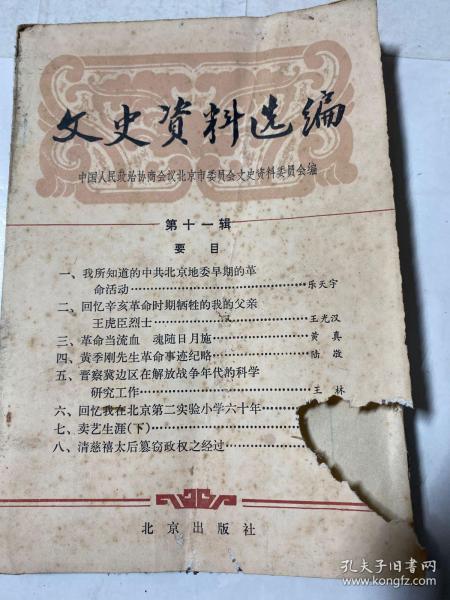 文史资料选编
中国人民政治协商会议北京市委员会文史资料委员会编
第十一辑
要目
一、我所知道的中共北京地委早期的革
命活动……………………………………乐天宇
二、回忆辛亥革命时期牺牲的我的父亲
王虎臣烈士……………………………王光汉
三、革命当流血 魂随日月施……………黄真
四、黄季刚先生革命事迹纪略……………陆敬
五、晋察冀边区在解放战争年代的科学
研究工作………………………………王林
六、回忆我在北京第二实验小学六十年……
七、卖艺生涯(下)……………………
八、清慈禧太后篡窃政权之经过…………
北京出版社
孔夫子旧书网
www.kongfz.com